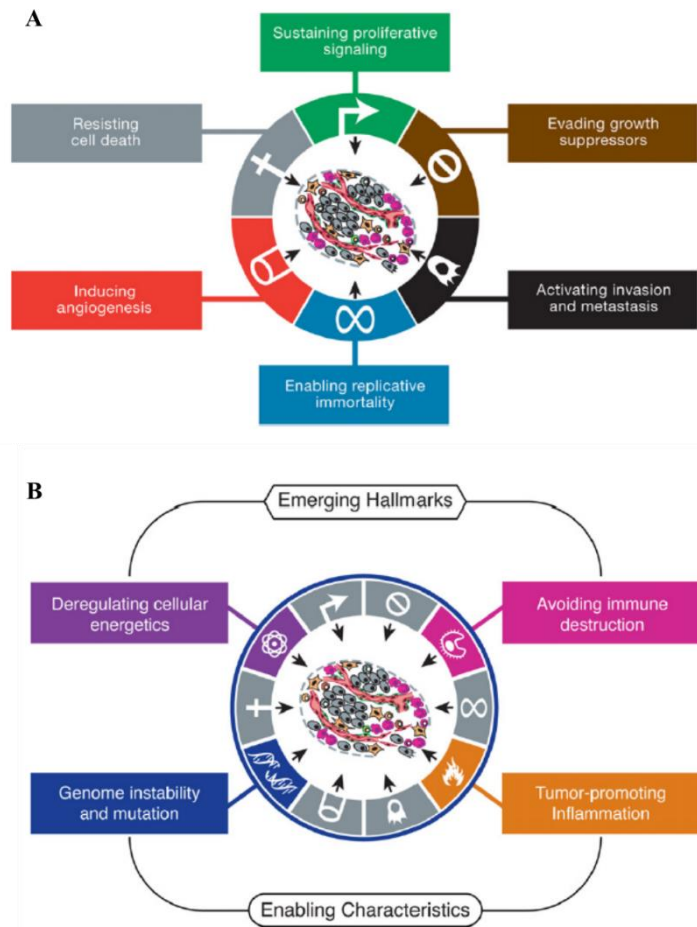 A
Sustaining proliferative
signaling
Resisting
cell death
Evading growth
suppressors
Inducing
angiogenesis
Activating invasion
and metastasis
Enabling replicative
immortality
B
Emerging Hallmarks
Deregulating cellular
energetics
Avoiding immune
destruction
Genome instability
and mutation
Tumor-promoting
Inflammation
Enabling Characteristics